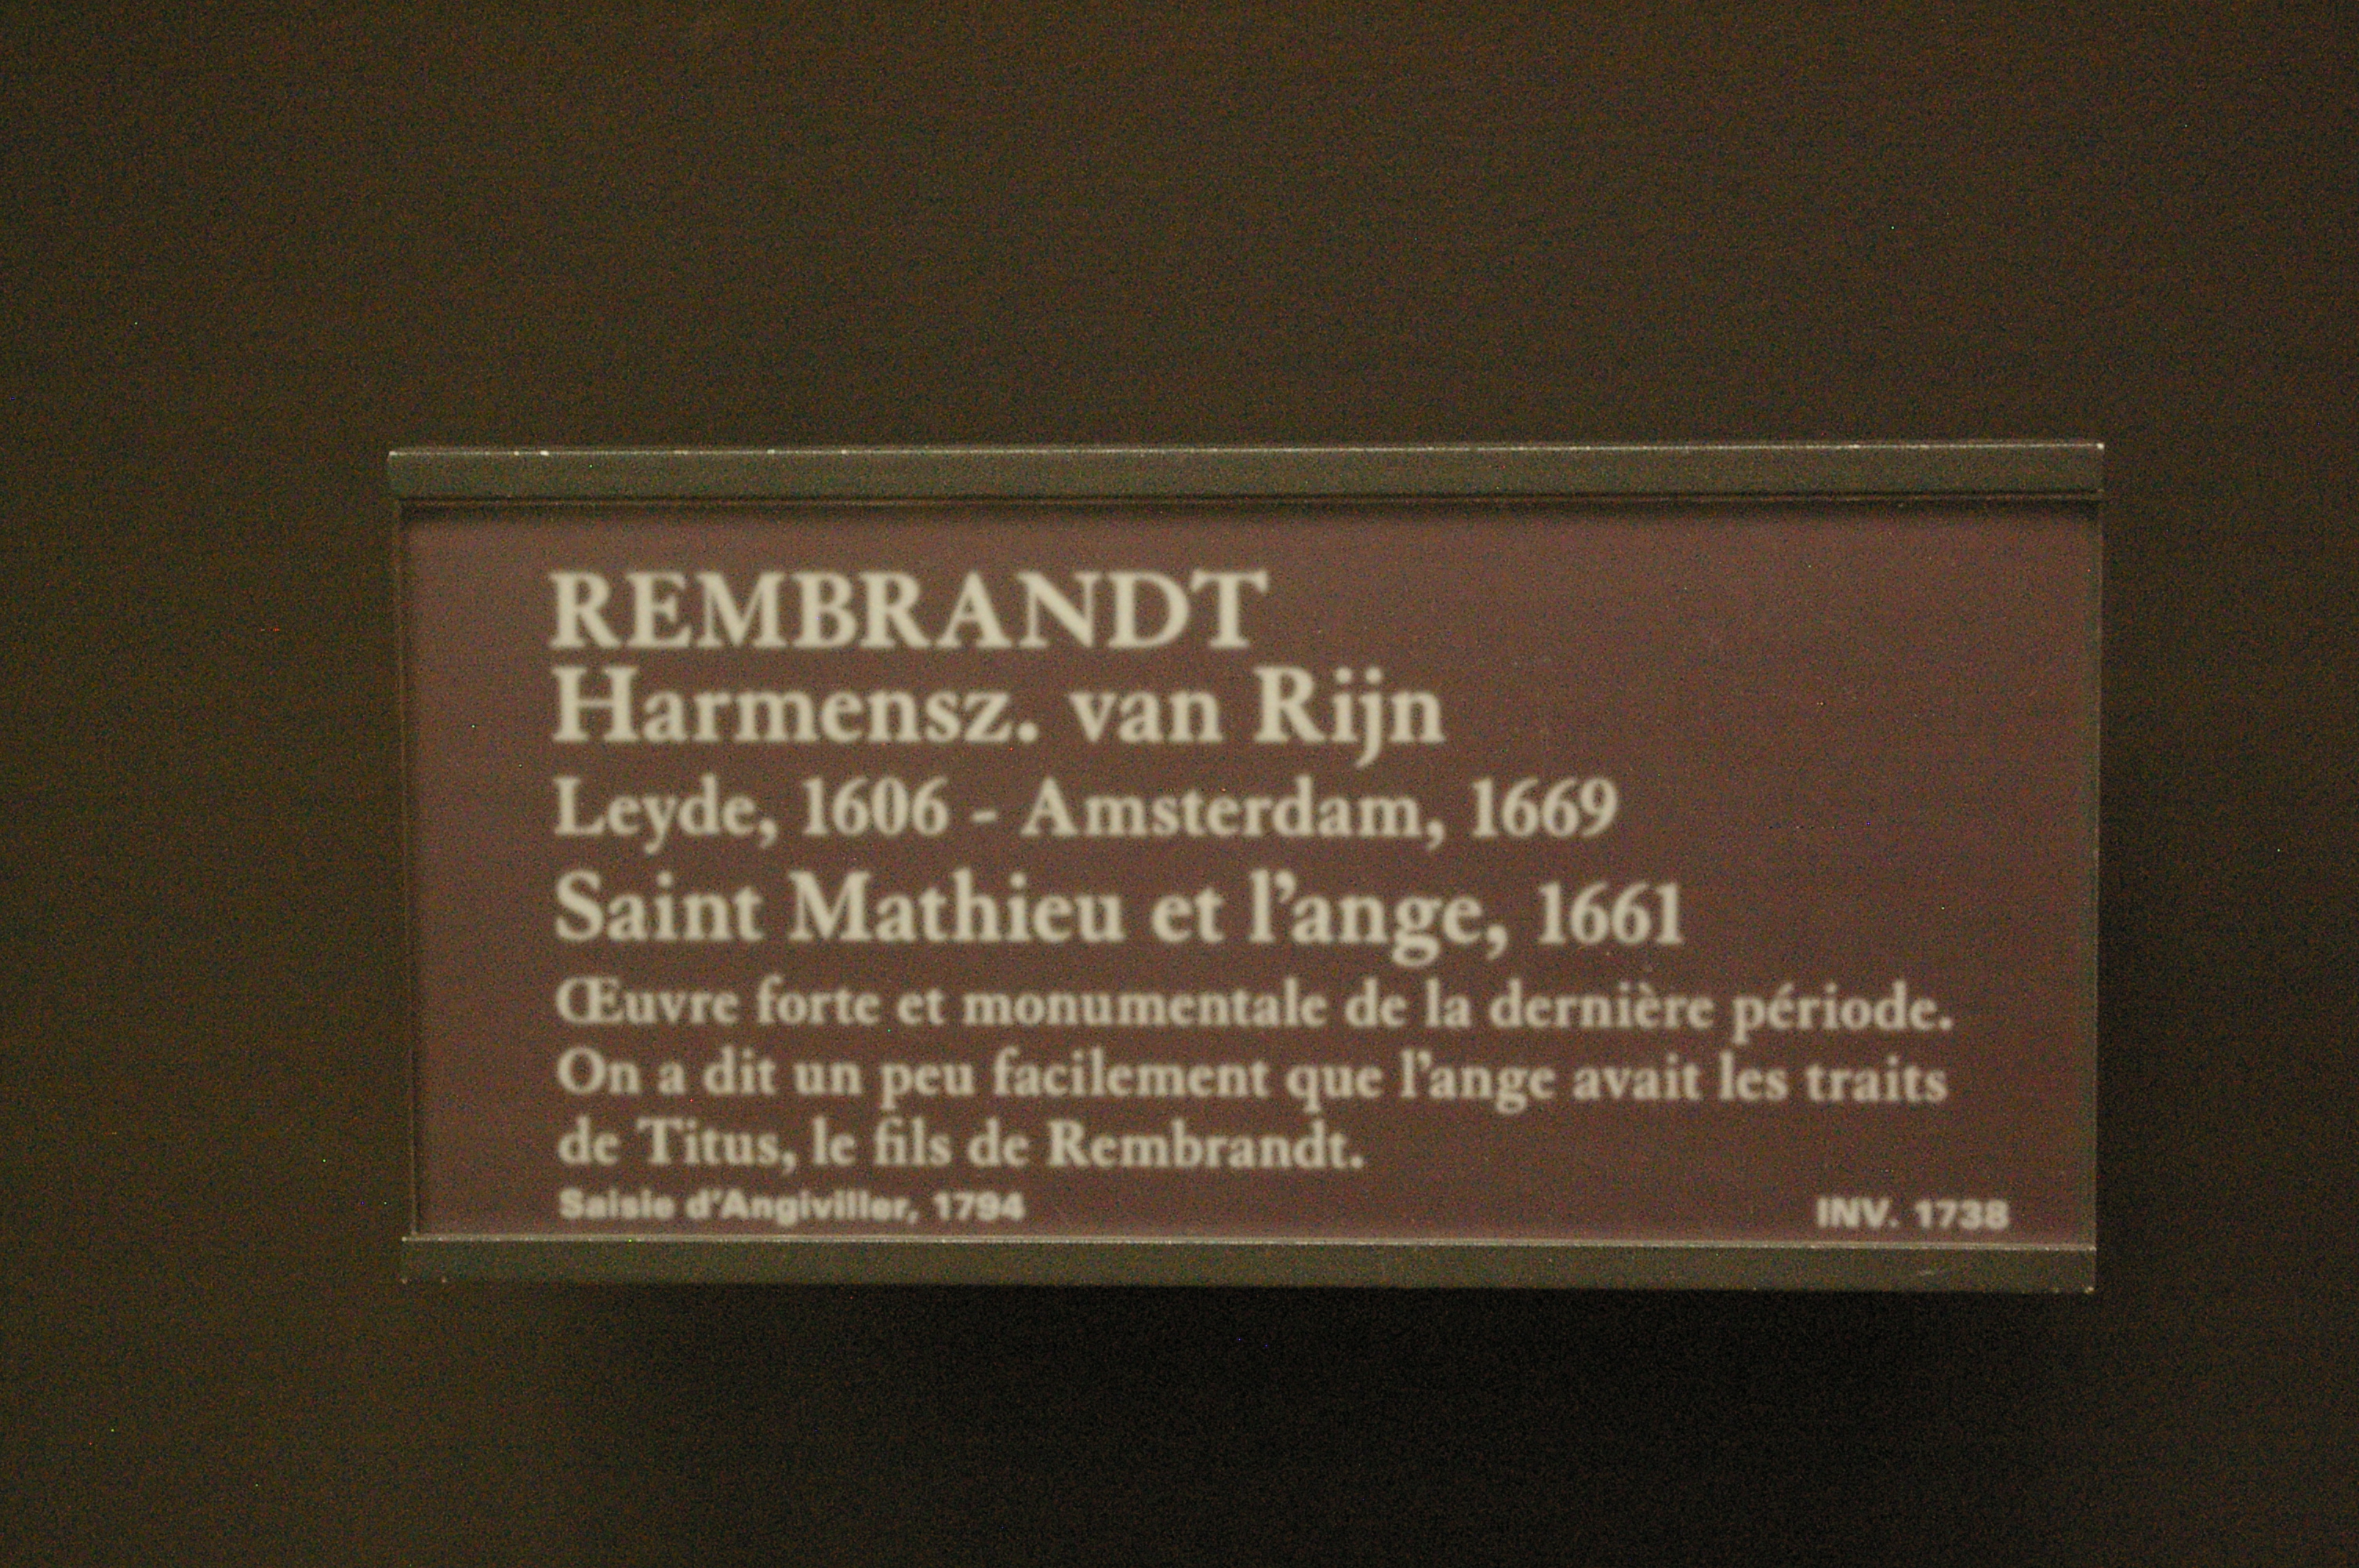 REMBRANDT
Harmensz. van Rijn
Leyde, 1606 - Amsterdam, 1669
Saint Mathieu et l'ange, 1661
Œuvre forte et monumentale de la dernière période.
On a dit un peu facilement que l'ange avait les traits
de Titus, le fils de Rembrandt.
Saisie d'Angiviller, 1794
INV. 1738